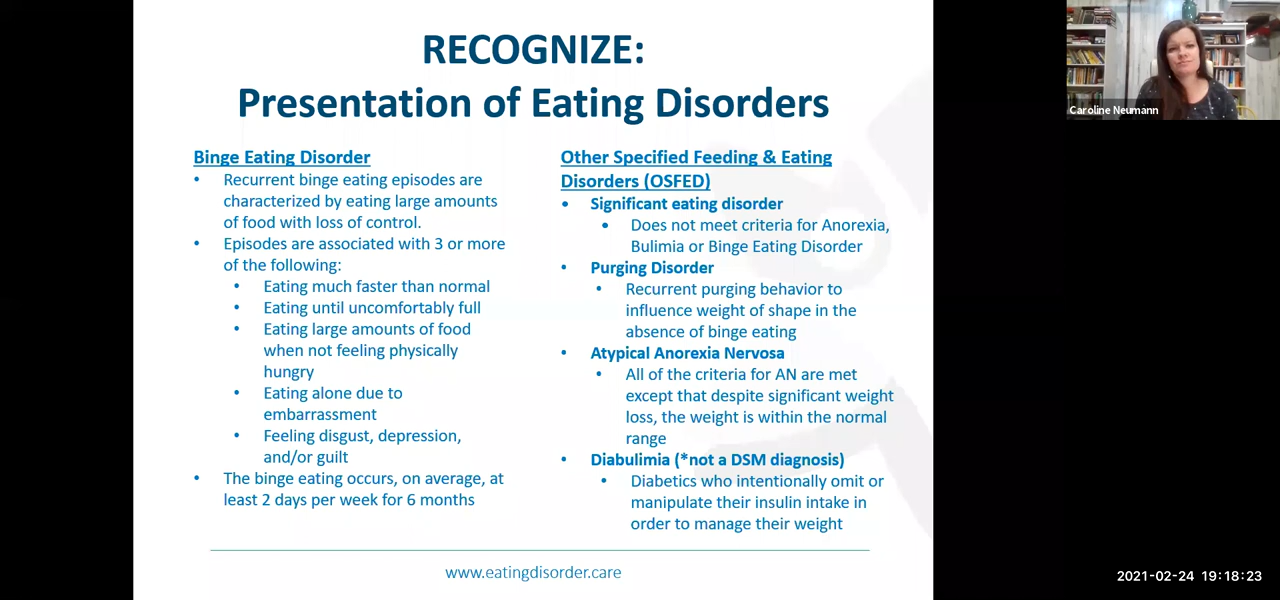 RECOGNIZE:
Presentation of Eating Disorders
Binge Eating Disorder
• Recurrent binge eating episodes are
characterized by eating large amounts
of food with loss of control.
• Episodes are associated with 3 or more
of the following:
• Eating much faster than normal
• Eating until uncomfortably full
• Eating large amounts of food
when not feeling physically
hungry
• Eating alone due to
embarrassment
• Feeling disgust, depression,
and/or guilt
• The binge eating occurs, on average, at
least 2 days per week for 6 months
Other Specified Feeding & Eating
Disorders (OSFED)
• Significant eating disorder
• Does not meet criteria for Anorexia,
Bulimia or Binge Eating Disorder
• Purging Disorder
• Recurrent purging behavior to
influence weight of shape in the
absence of binge eating
• Atypical Anorexia Nervosa
• All of the criteria for AN are met
except that despite significant weight
loss, the weight is within the normal
range
• Diabulimia (*not a DSM diagnosis)
• Diabetics who intentionally omit or
manipulate their insulin intake in
order to manage their weight
www.eatingdisorder.care
Caroline Neumann
2021-02-24 19:18:23